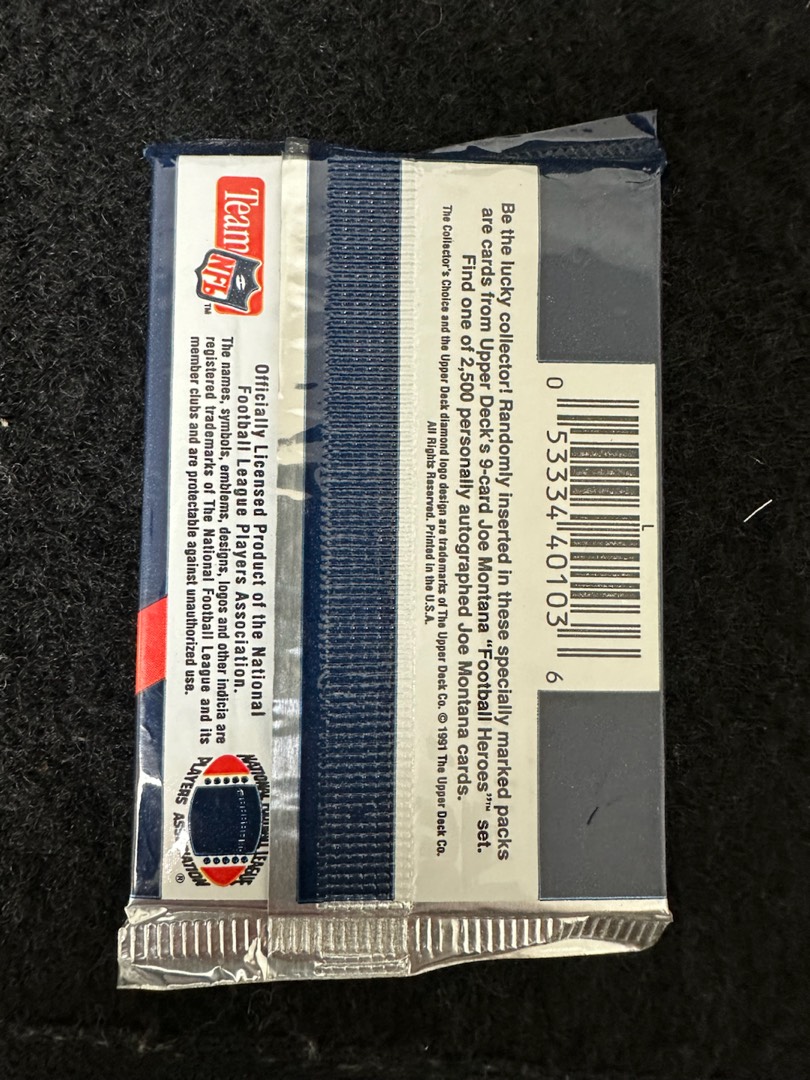 0 53334 40103 6
L
Be the lucky collector! Randomly inserted in these specially marked packs
are cards from Upper Deck's 9-card Joe Montana "Football Heroes"™ set.
Find one of 2,500 personally autographed Joe Montana cards.
The Collector's Choice and the Upper Deck diamond logo design are trademarks of The Upper Deck Co. © 1991 The Upper Deck Co.
All Rights Reserved. Printed in the U.S.A.
Team
NFL™
Officially Licensed Product of the National
Football League Players Association.
The names, symbols, emblems, designs, logos and other indicia are
registered trademarks of The National Football League and its
member clubs and are protectable against unauthorized use.
NATIONAL FOOTBALL LEAGUE
PLAYERS ®